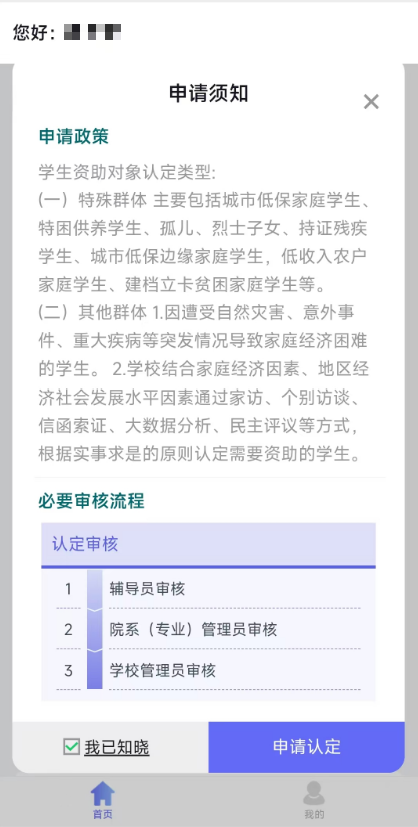 您好：
申请须知
申请政策
学生资助对象认定类型:
(一）特殊群体 主要包括城市低保家庭学生、
特困供养学生、孤儿、烈士子女、持证残疾
学生、城市低保边缘家庭学生，低收入农户
家庭学生、建档立卡贫困家庭学生等。
(二）其他群体 1.因遭受自然灾害、意外事
件、重大疾病等突发情况导致家庭经济困难
的学生。 2.学校结合家庭经济因素、地区经
济社会发展水平因素通过家访、个别访谈、
信函索证、大数据分析、民主评议等方式，
根据实事求是的原则认定需要资助的学生。
必要审核流程
认定审核
1 辅导员审核
2 院系（专业）管理员审核
3 学校管理员审核
我已知晓 申请认定
首页 我的